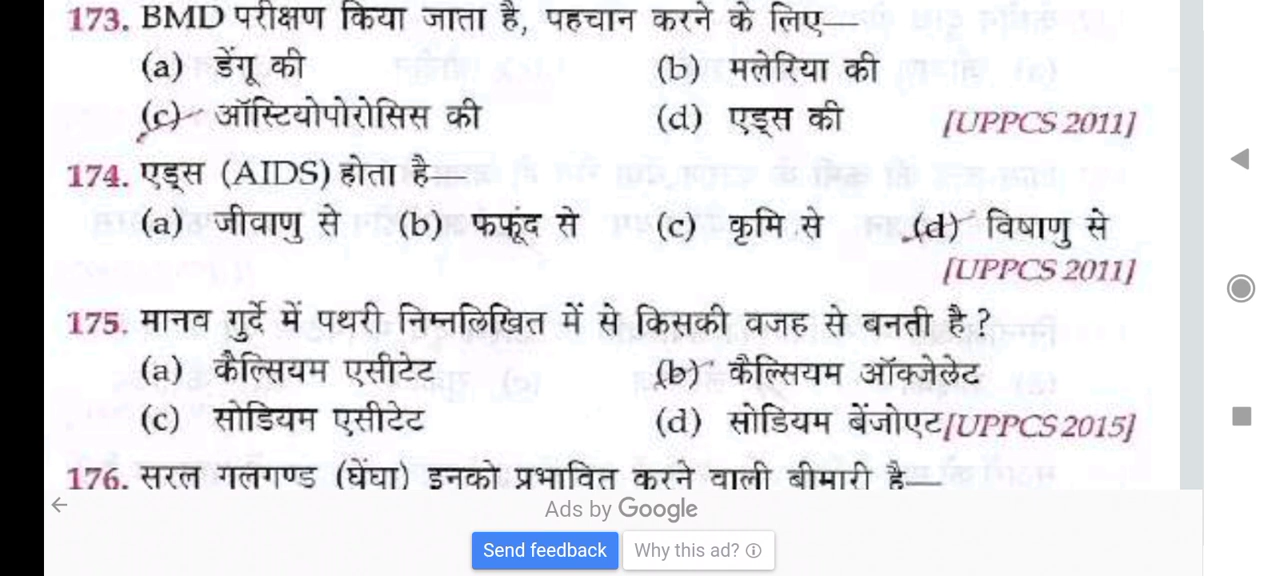 173. BMD परीक्षण किया जाता है, पहचान करने के लिए—
(a) डेंगू की (b) मलेरिया की
(c) ऑस्टियोपोरोसिस की (d) एड्स की [UPPCS 2011]
174. एड्स (AIDS) होता है—
(a) जीवाणु से (b) फफूंद से (c) कृमि से (d) विषाणु से
[UPPCS 2011]
175. मानव गुर्दे में पथरी निम्नलिखित में से किसकी वजह से बनती है?
(a) कैल्सियम एसीटेट (b) कैल्सियम ऑक्जेलेट
(c) सोडियम एसीटेट (d) सोडियम बेंजोएट [UPPCS 2015]
176. सरल गलगण्ड (घेंघा) इनको प्रभावित करने वाली बीमारी है—
Ads by Google
Send feedback Why this ad?